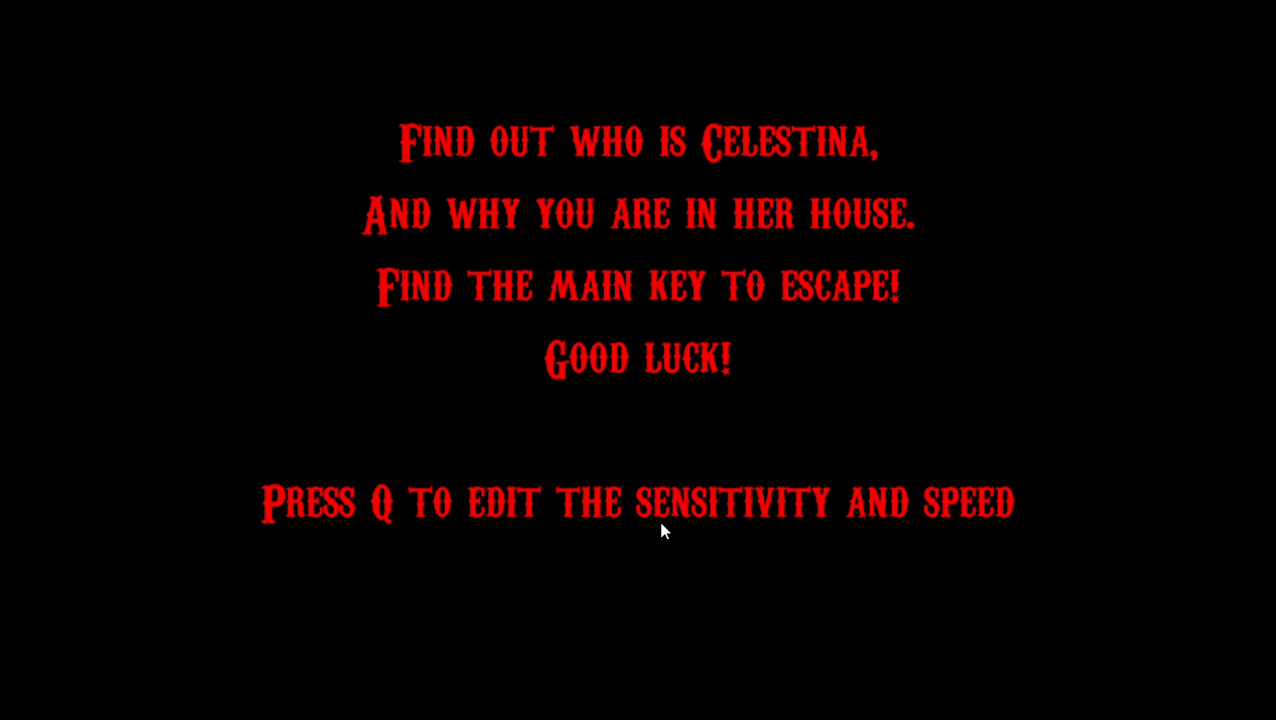 Find out who is Celestina,
And why you are in her house.
Find the main key to escape!
Good luck!
Press Q to edit the sensitivity and speed